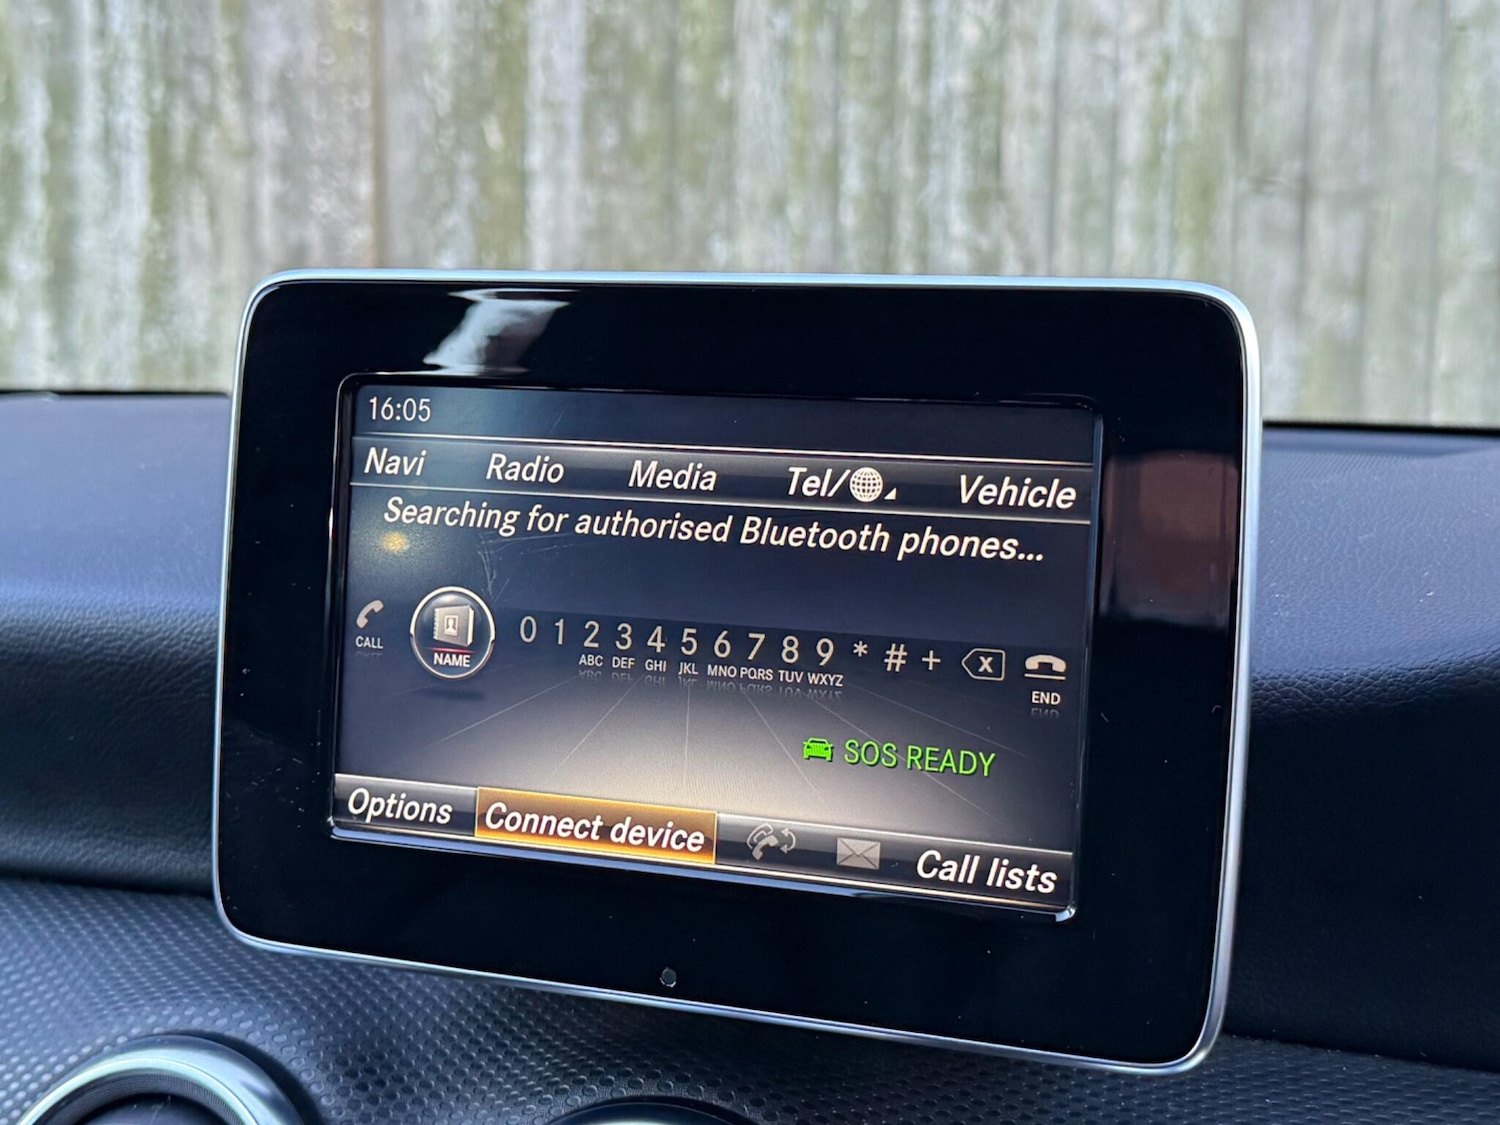 16:05
Navi Radio Media Tel/ Vehicle
Searching for authorised Bluetooth phones...
CALL NAME 0 1 2 3 4 5 6 7 8 9 * # + X END
ABC DEF GHI JKL MNO PQRS TUV WXYZ
SOS READY
Options Connect device Call lists